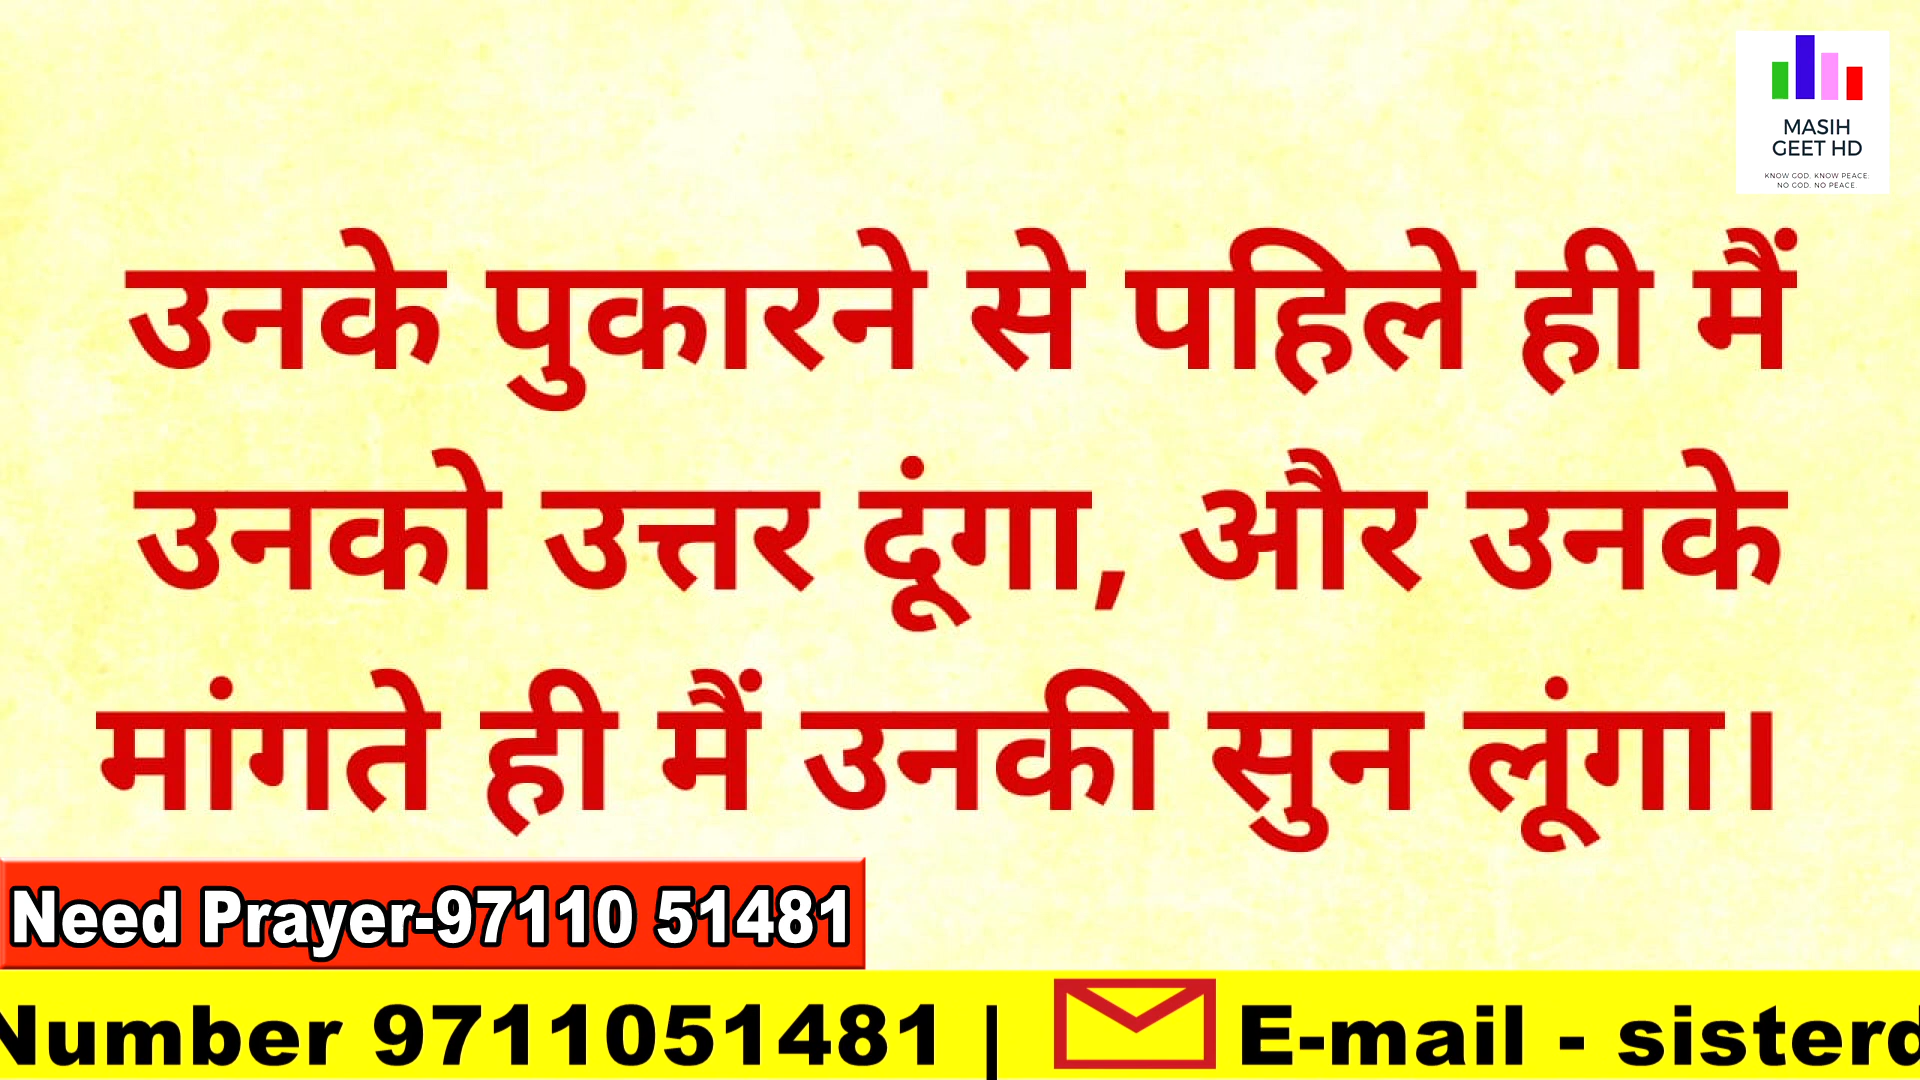 MASIH
GEET HD
KNOW GOD. KNOW PEACE;
NO GOD. NO PEACE.
उनके पुकारने से पहिले ही मैं
उनको उत्तर दूंगा, और उनके
मांगते ही मैं उनकी सुन लूंगा।
Need Prayer-97110 51481
Number 9711051481 | E-mail - sisterd